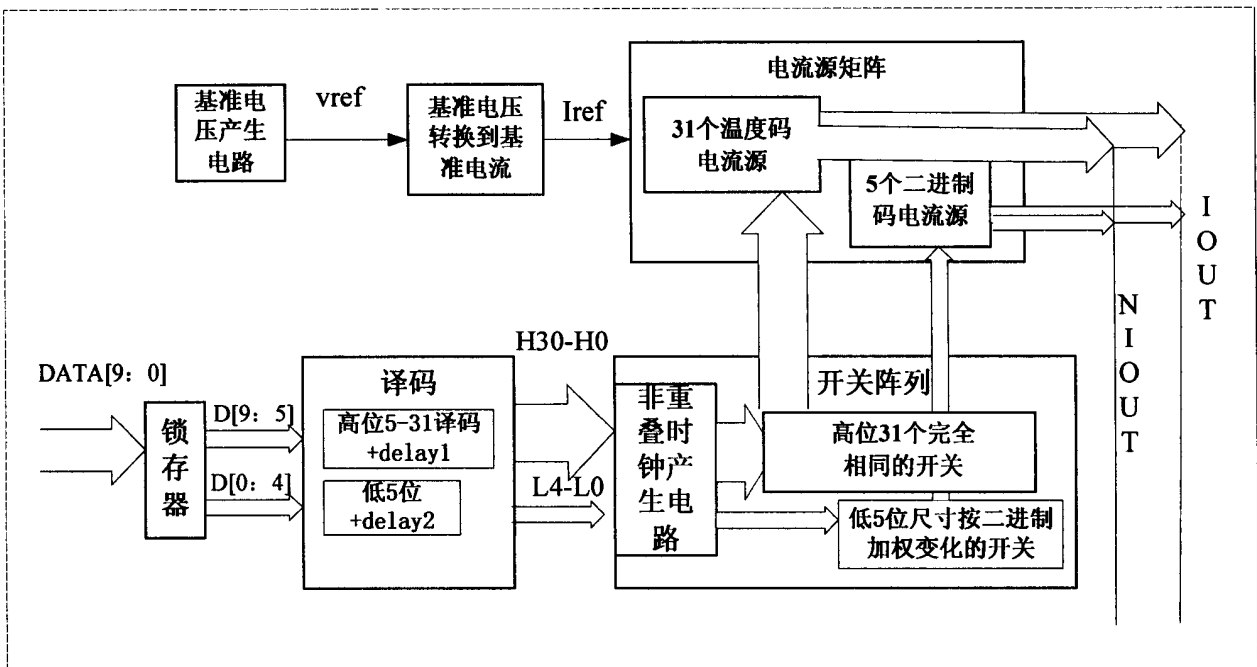 电流源矩阵
基准电
压产生
电路
vref
基准电压
转换到基
准电流
Iref
31个温度码
电流源
5个二进制
码电流源
I
O
U
T
N
I
O
U
T
DATA[9：0]
锁
存
器
D[9：5]
D[0：4]
译码
高位5-31译码
+delay1
低5位
+delay2
H30-H0
L4-L0
开关阵列
非重
叠时
钟产
生电
路
高位31个完全
相同的开关
低5位尺寸按二进制
加权变化的开关